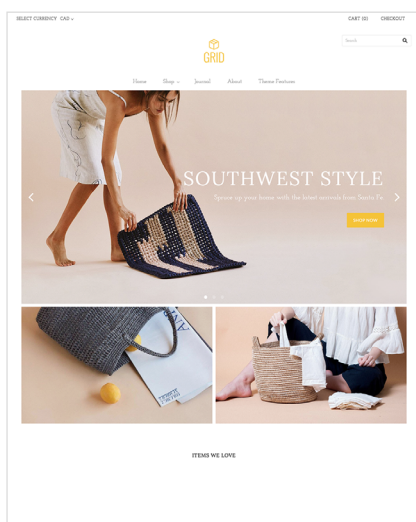 SELECT CURRENCY CAD
CART (0)
CHECKOUT
Search
GRID
Home
Shop
Journal
About
Theme Features
SOUTHWEST STYLE
Spruce up your home with the latest arrivals from Santa Fe
SHOP NOW
ITEMS WE LOVE